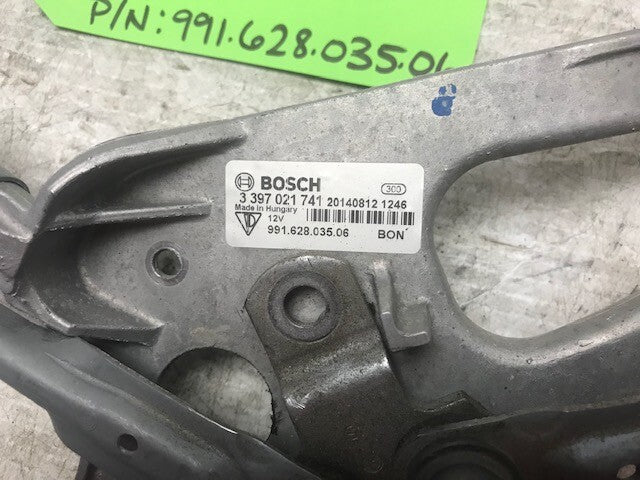 P/N: 991.628.035.06
BOSCH
300
3 397 021 741 20140812 1246
Made in Hungary
12V
991.628.035.06 BON